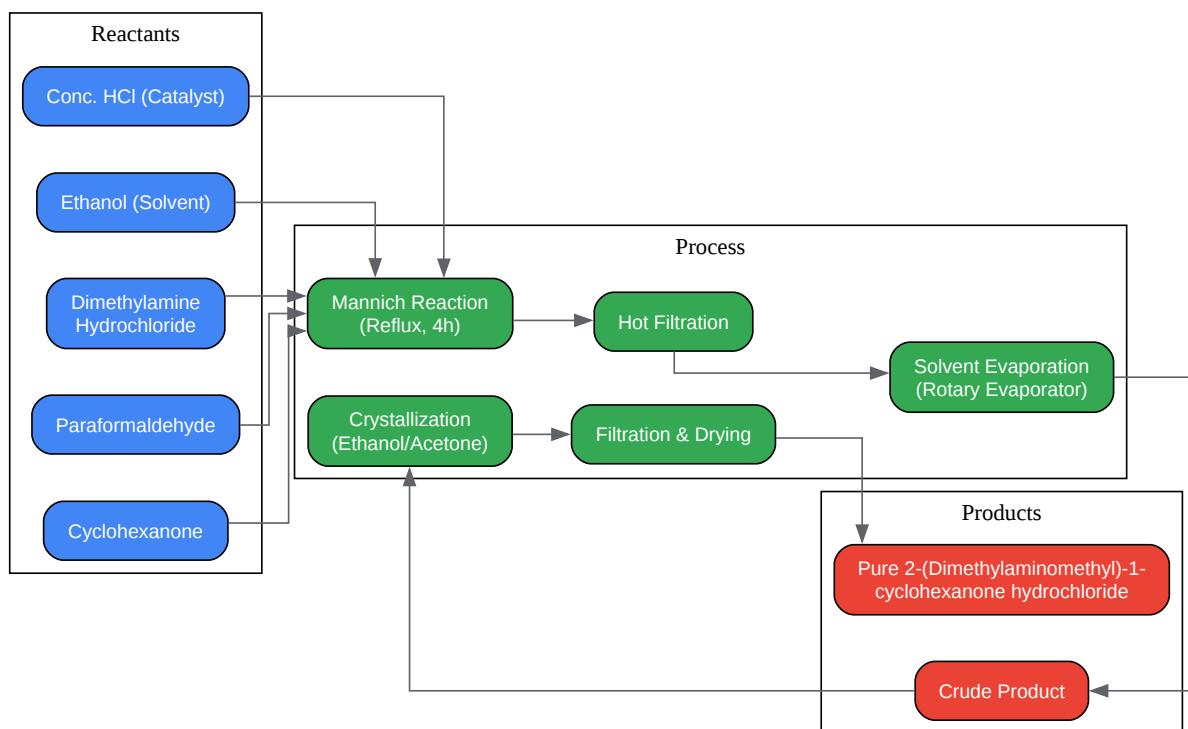 Reactants
Conc. HCl (Catalyst)
Ethanol (Solvent)
Dimethylamine
Hydrochloride
Paraformaldehyde
Cyclohexanone
Process
Mannich Reaction
(Reflux, 4h)
Hot Filtration
Solvent Evaporation
(Rotary Evaporator)
Crystallization
(Ethanol/Acetone)
Filtration & Drying
Products
Pure 2-(Dimethylaminomethyl)-1-
cyclohexanone hydrochloride
Crude Product